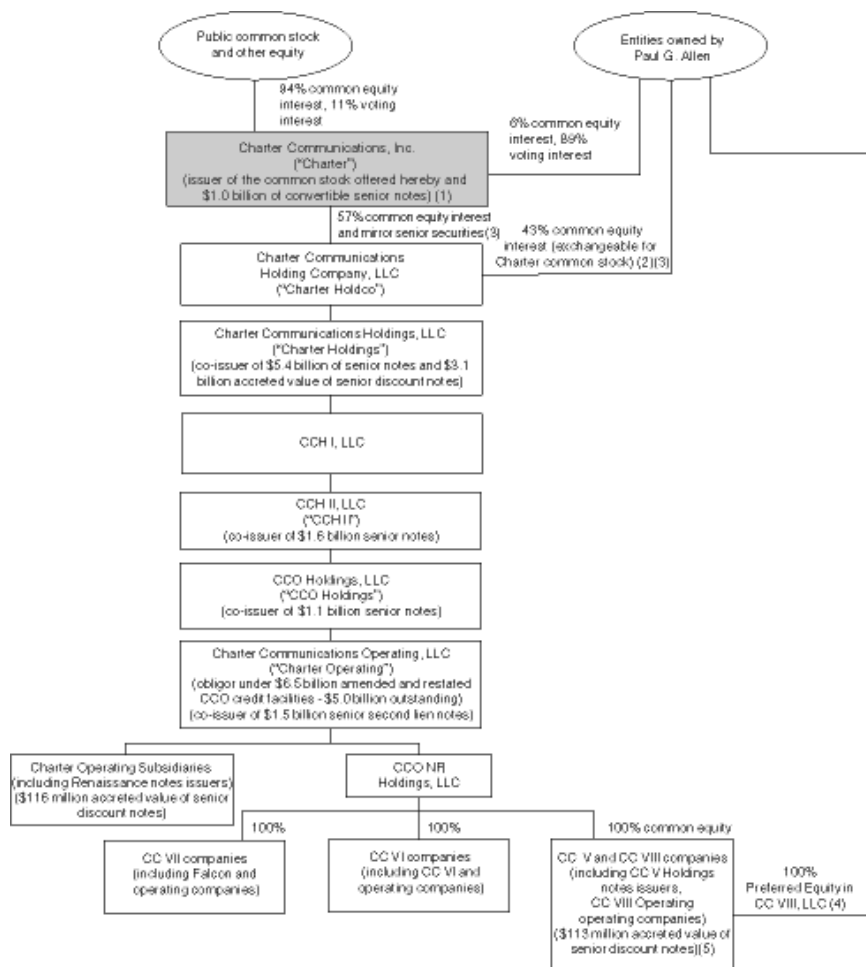 Public common stock
and other equity
Entities owned by
Paul G. Allen
94% common equity
interest, 11% voting
interest
6% common equity
interest, 89%
voting interest
Charter Communications, Inc.
("Charter")
(issuer of the common stock offered hereby and
$1.0 billion of convertible senior notes) (1)
57% common equity interest
and mirror senior securities(3)
43% common equity
interest (exchangeable for
Charter common stock) (2)(3)
Charter Communications
Holding Company, LLC
("Charter Holdco")
Charter Communications Holdings, LLC
("Charter Holdings")
(co-issuer of $5.4 billion of senior notes and $3.1
billion accreted value of senior discount notes)
CCH I, LLC
CCH II, LLC
("CCH II")
(co-issuer of $1.6 billion senior notes)
CCO Holdings, LLC
("CCO Holdings")
(co-issuer of $1.1 billion senior notes)
Charter Communications Operating, LLC
("Charter Operating")
(obligor under $6.5 billion amended and restated
CCO credit facilities - $5.0 billion outstanding)
(co-issuer of $1.5 billion senior second lien notes)
Charter Operating Subsidiaries
(including Renaissance notes issuers)
($116 million accreted value of senior
discount notes)
CCO NR
Holdings, LLC
100%
100%
100% common equity
CC VII companies
(including Falcon and
operating companies)
CC VI companies
(including CC VI and
operating companies)
CC V and CC VIII companies
(including CC V Holdings
notes issuers,
CC VIII Operating
operating companies)
($113 million accreted value of
senior discount notes)(5)
100%
Preferred Equity in
CC VIII, LLC (4)